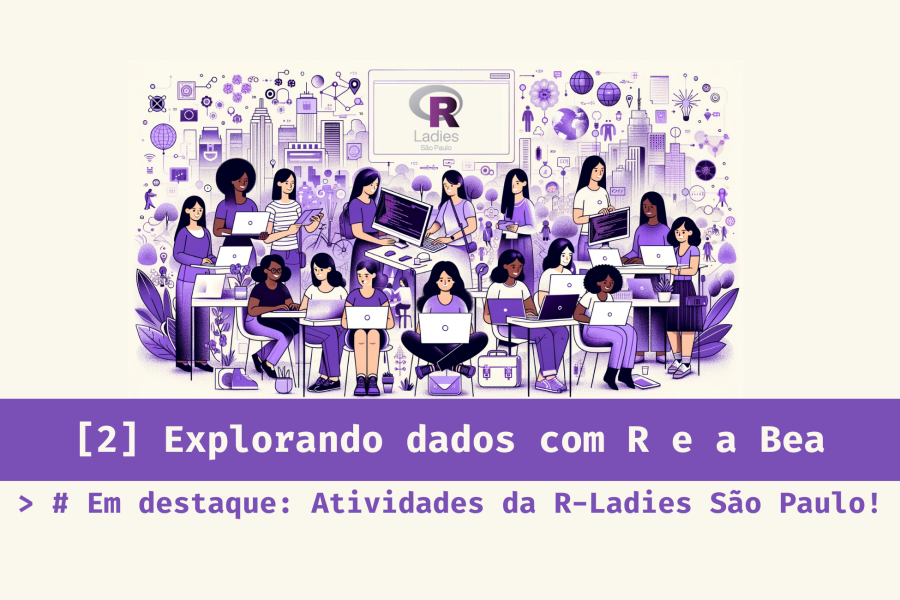 R
Ladies
São Paulo
[2] Explorando dados com R e a Bea
> # Em destaque: Atividades da R-Ladies São Paulo!